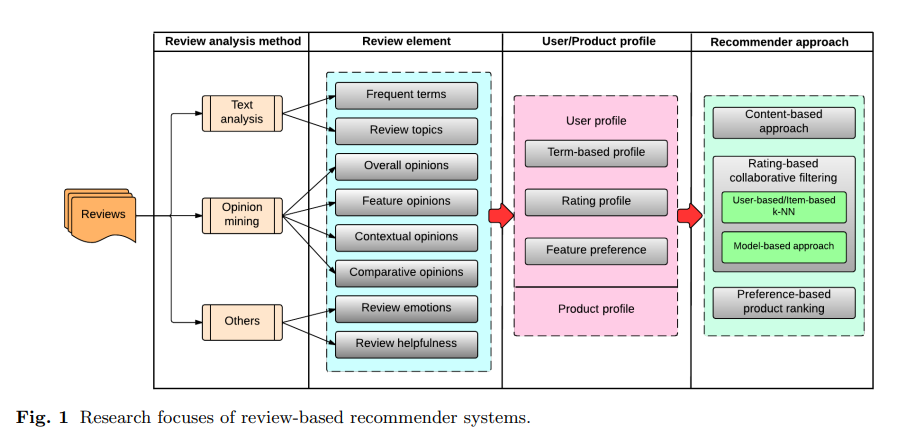 Review analysis method
Review element
User/Product profile
Recommender approach
Reviews
Text
analysis
Opinion
mining
Others
Frequent terms
Review topics
Overall opinions
Feature opinions
Contextual opinions
Comparative opinions
Review emotions
Review helpfulness
User profile
Term-based profile
Rating profile
Feature preference
Product profile
Content-based
approach
Rating-based
collaborative filtering
User-based/Item-based
k-NN
Model-based approach
Preference-based
product ranking
Fig. 1 Research focuses of review-based recommender systems.